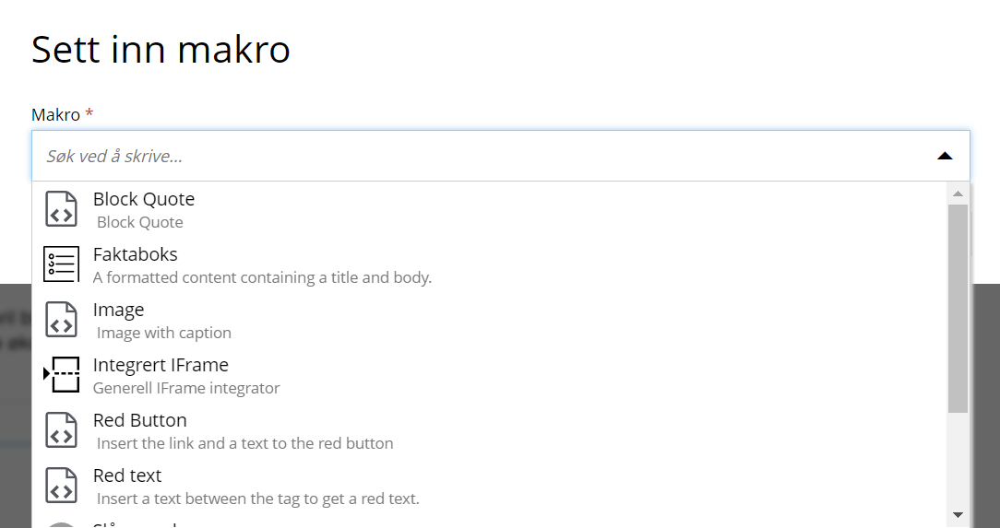 Sett inn makro
Makro *
Søk ved å skrive...
Block Quote
Block Quote
Faktaboks
A formatted content containing a title and body.
Image
Image with caption
Integrert IFrame
Generell IFrame integrator
Red Button
Insert the link and a text to the red button
Red text
Insert a text between the tag to get a red text.